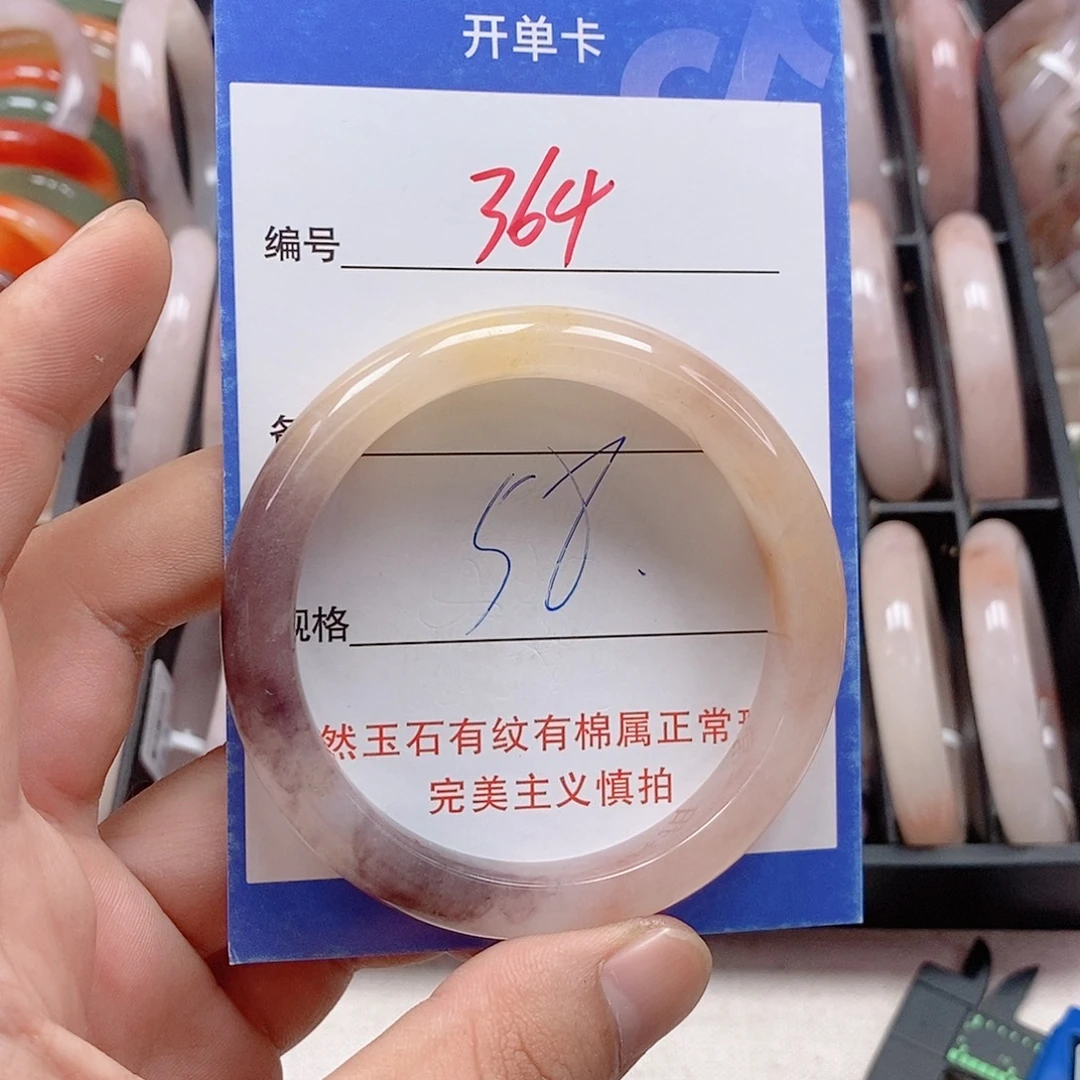 开单卡
编号 364
58.
规格
然玉石有纹有棉属正常
完美主义慎拍